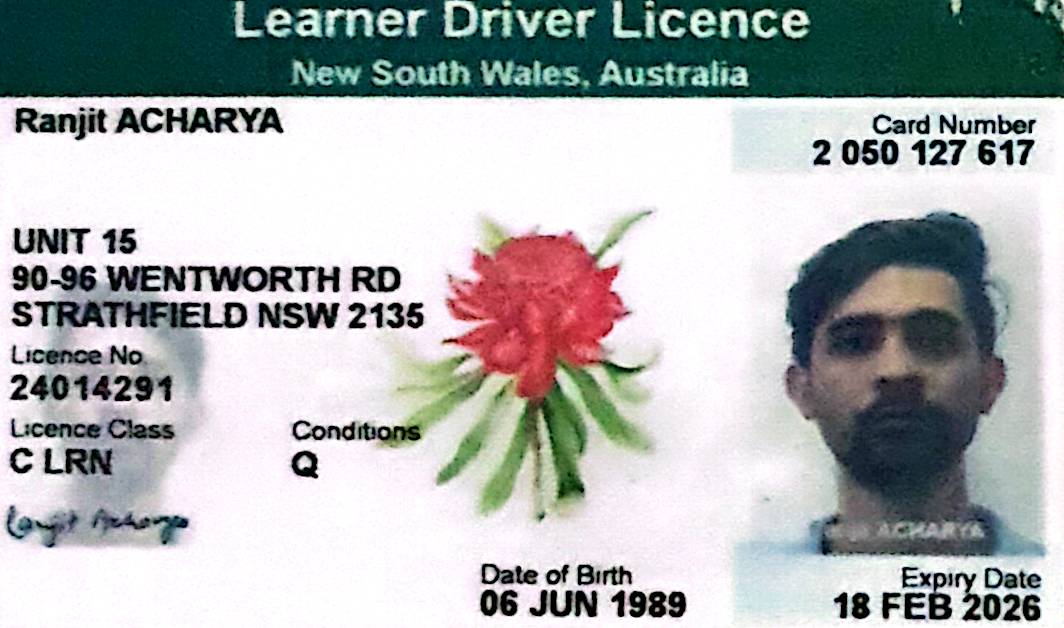 Learner Driver Licence
New South Wales, Australia
Ranjit ACHARYA
Card Number
2 050 127 617
UNIT 15
90-96 WENTWORTH RD
STRATHFIELD NSW 2135
Licence No
24014291
Licence Class
C LRN
Conditions
Q
Ranjit Acharya
ACHARYA
Date of Birth
06 JUN 1989
Expiry Date
18 FEB 2026